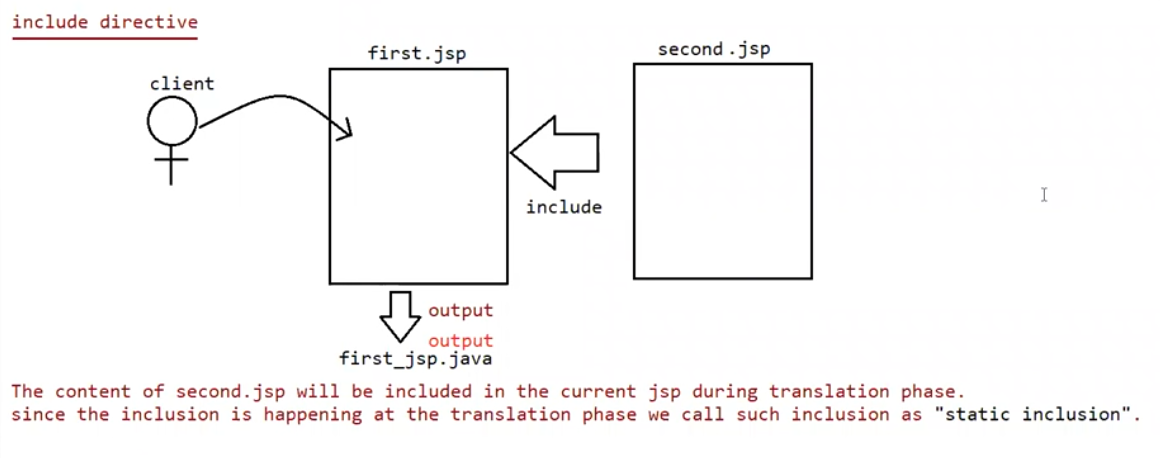 include directive
first.jsp
second.jsp
client
include
output
output
first_jsp.java
The content of second.jsp will be included in the current jsp during translation phase.
since the inclusion is happening at the translation phase we call such inclusion as "static inclusion".